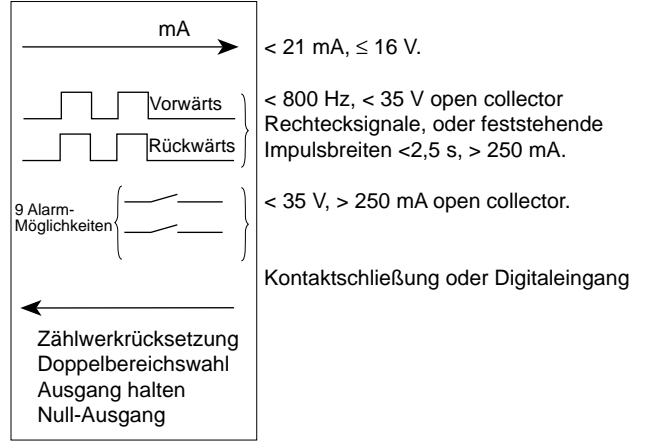 mA
< 21 mA, ≤ 16 V.
Vorwärts
Rückwärts
< 800 Hz, < 35 V open collector
Rechtecksignale, oder feststehende
Impulsbreiten <2,5 s, > 250 mA.
9 Alarm-
Möglichkeiten
< 35 V, > 250 mA open collector.
Kontaktschließung oder Digitaleingang
Zählwerkrücksetzung
Doppelbereichswahl
Ausgang halten
Null-Ausgang